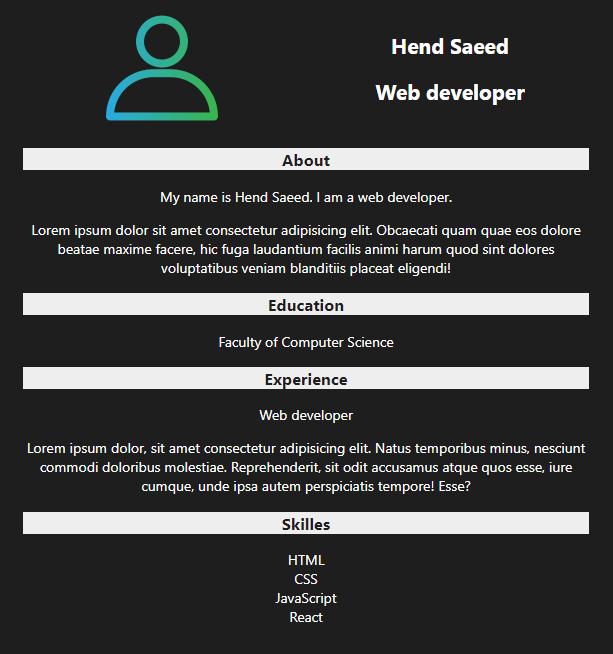 Hend Saeed
Web developer
About
My name is Hend Saeed. I am a web developer.
Lorem ipsum dolor sit amet consectetur adipisicing elit. Obcaecati quam quae eos dolore
beatae maxime facere, hic fuga laudantium facilis animi harum quod sint dolores
voluptatibus veniam blanditiis placeat eligendi!
Education
Faculty of Computer Science
Experience
Web developer
Lorem ipsum dolor, sit amet consectetur adipisicing elit. Natus temporibus minus, nesciunt
commodi doloribus molestiae. Reprehenderit, sit odit accusamus atque quos esse, iure
cumque, unde ipsa autem perspiciatis tempore! Esse?
Skilles
HTML
CSS
JavaScript
React